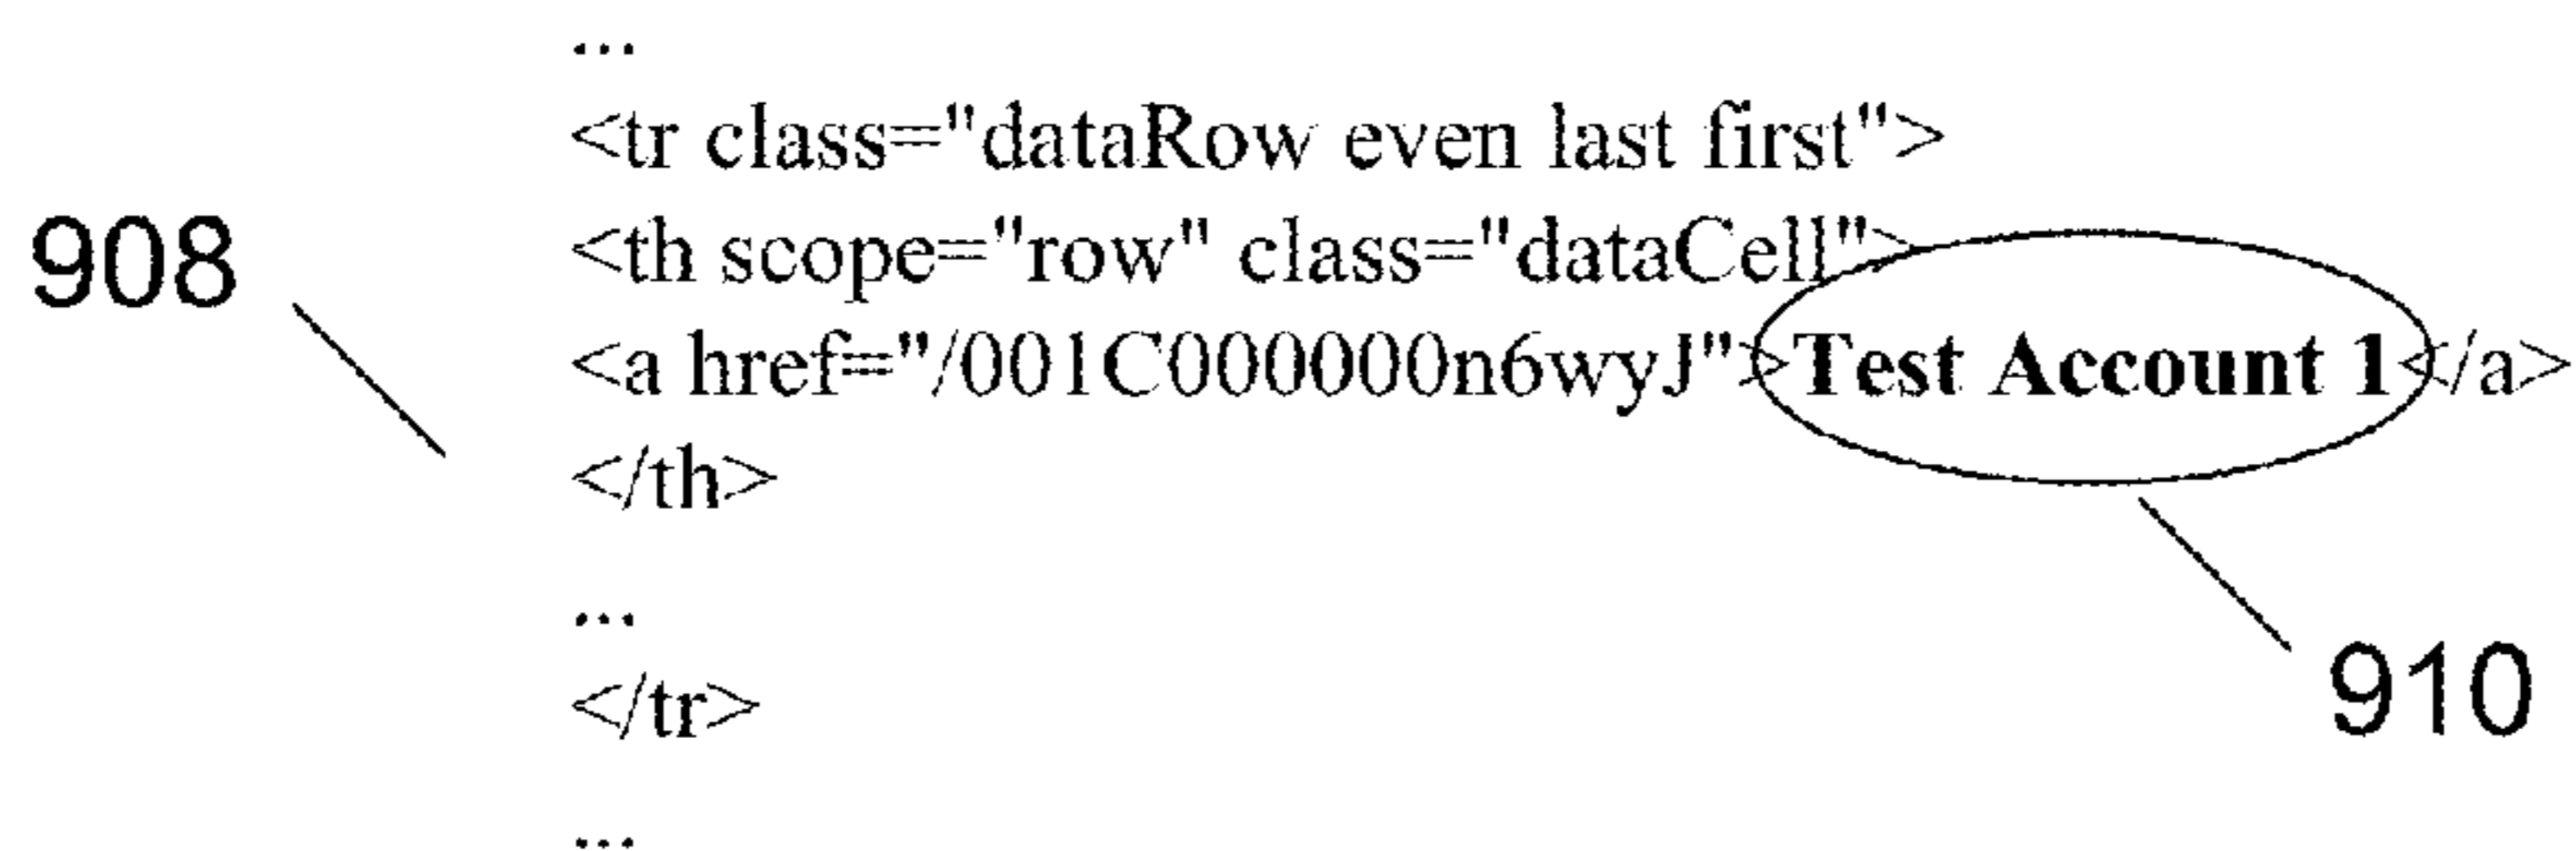 ...
<tr class="dataRow even last first">
908
<th scope="row" class="dataCell">
<a href="/001C000000n6wyJ">Test Account 1</a>
</th>
...
</tr>
910
...